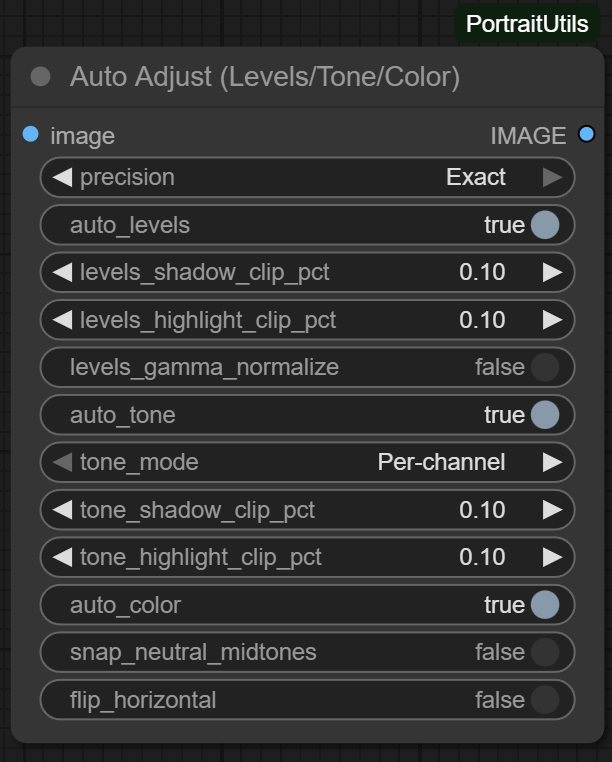 PortraitUtils
Auto Adjust (Levels/Tone/Color)
image IMAGE
precision Exact
auto_levels true
levels_shadow_clip_pct 0.10
levels_highlight_clip_pct 0.10
levels_gamma_normalize false
auto_tone true
tone_mode Per-channel
tone_shadow_clip_pct 0.10
tone_highlight_clip_pct 0.10
auto_color true
snap_neutral_midtones false
flip_horizontal false